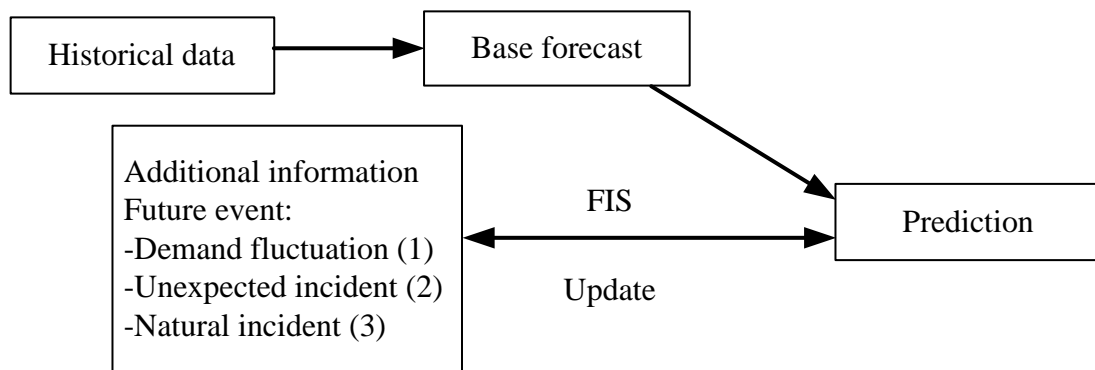 Historical data
Base forecast
Additional information
Future event:
-Demand fluctuation (1)
-Unexpected incident (2)
-Natural incident (3)
FIS
Update
Prediction